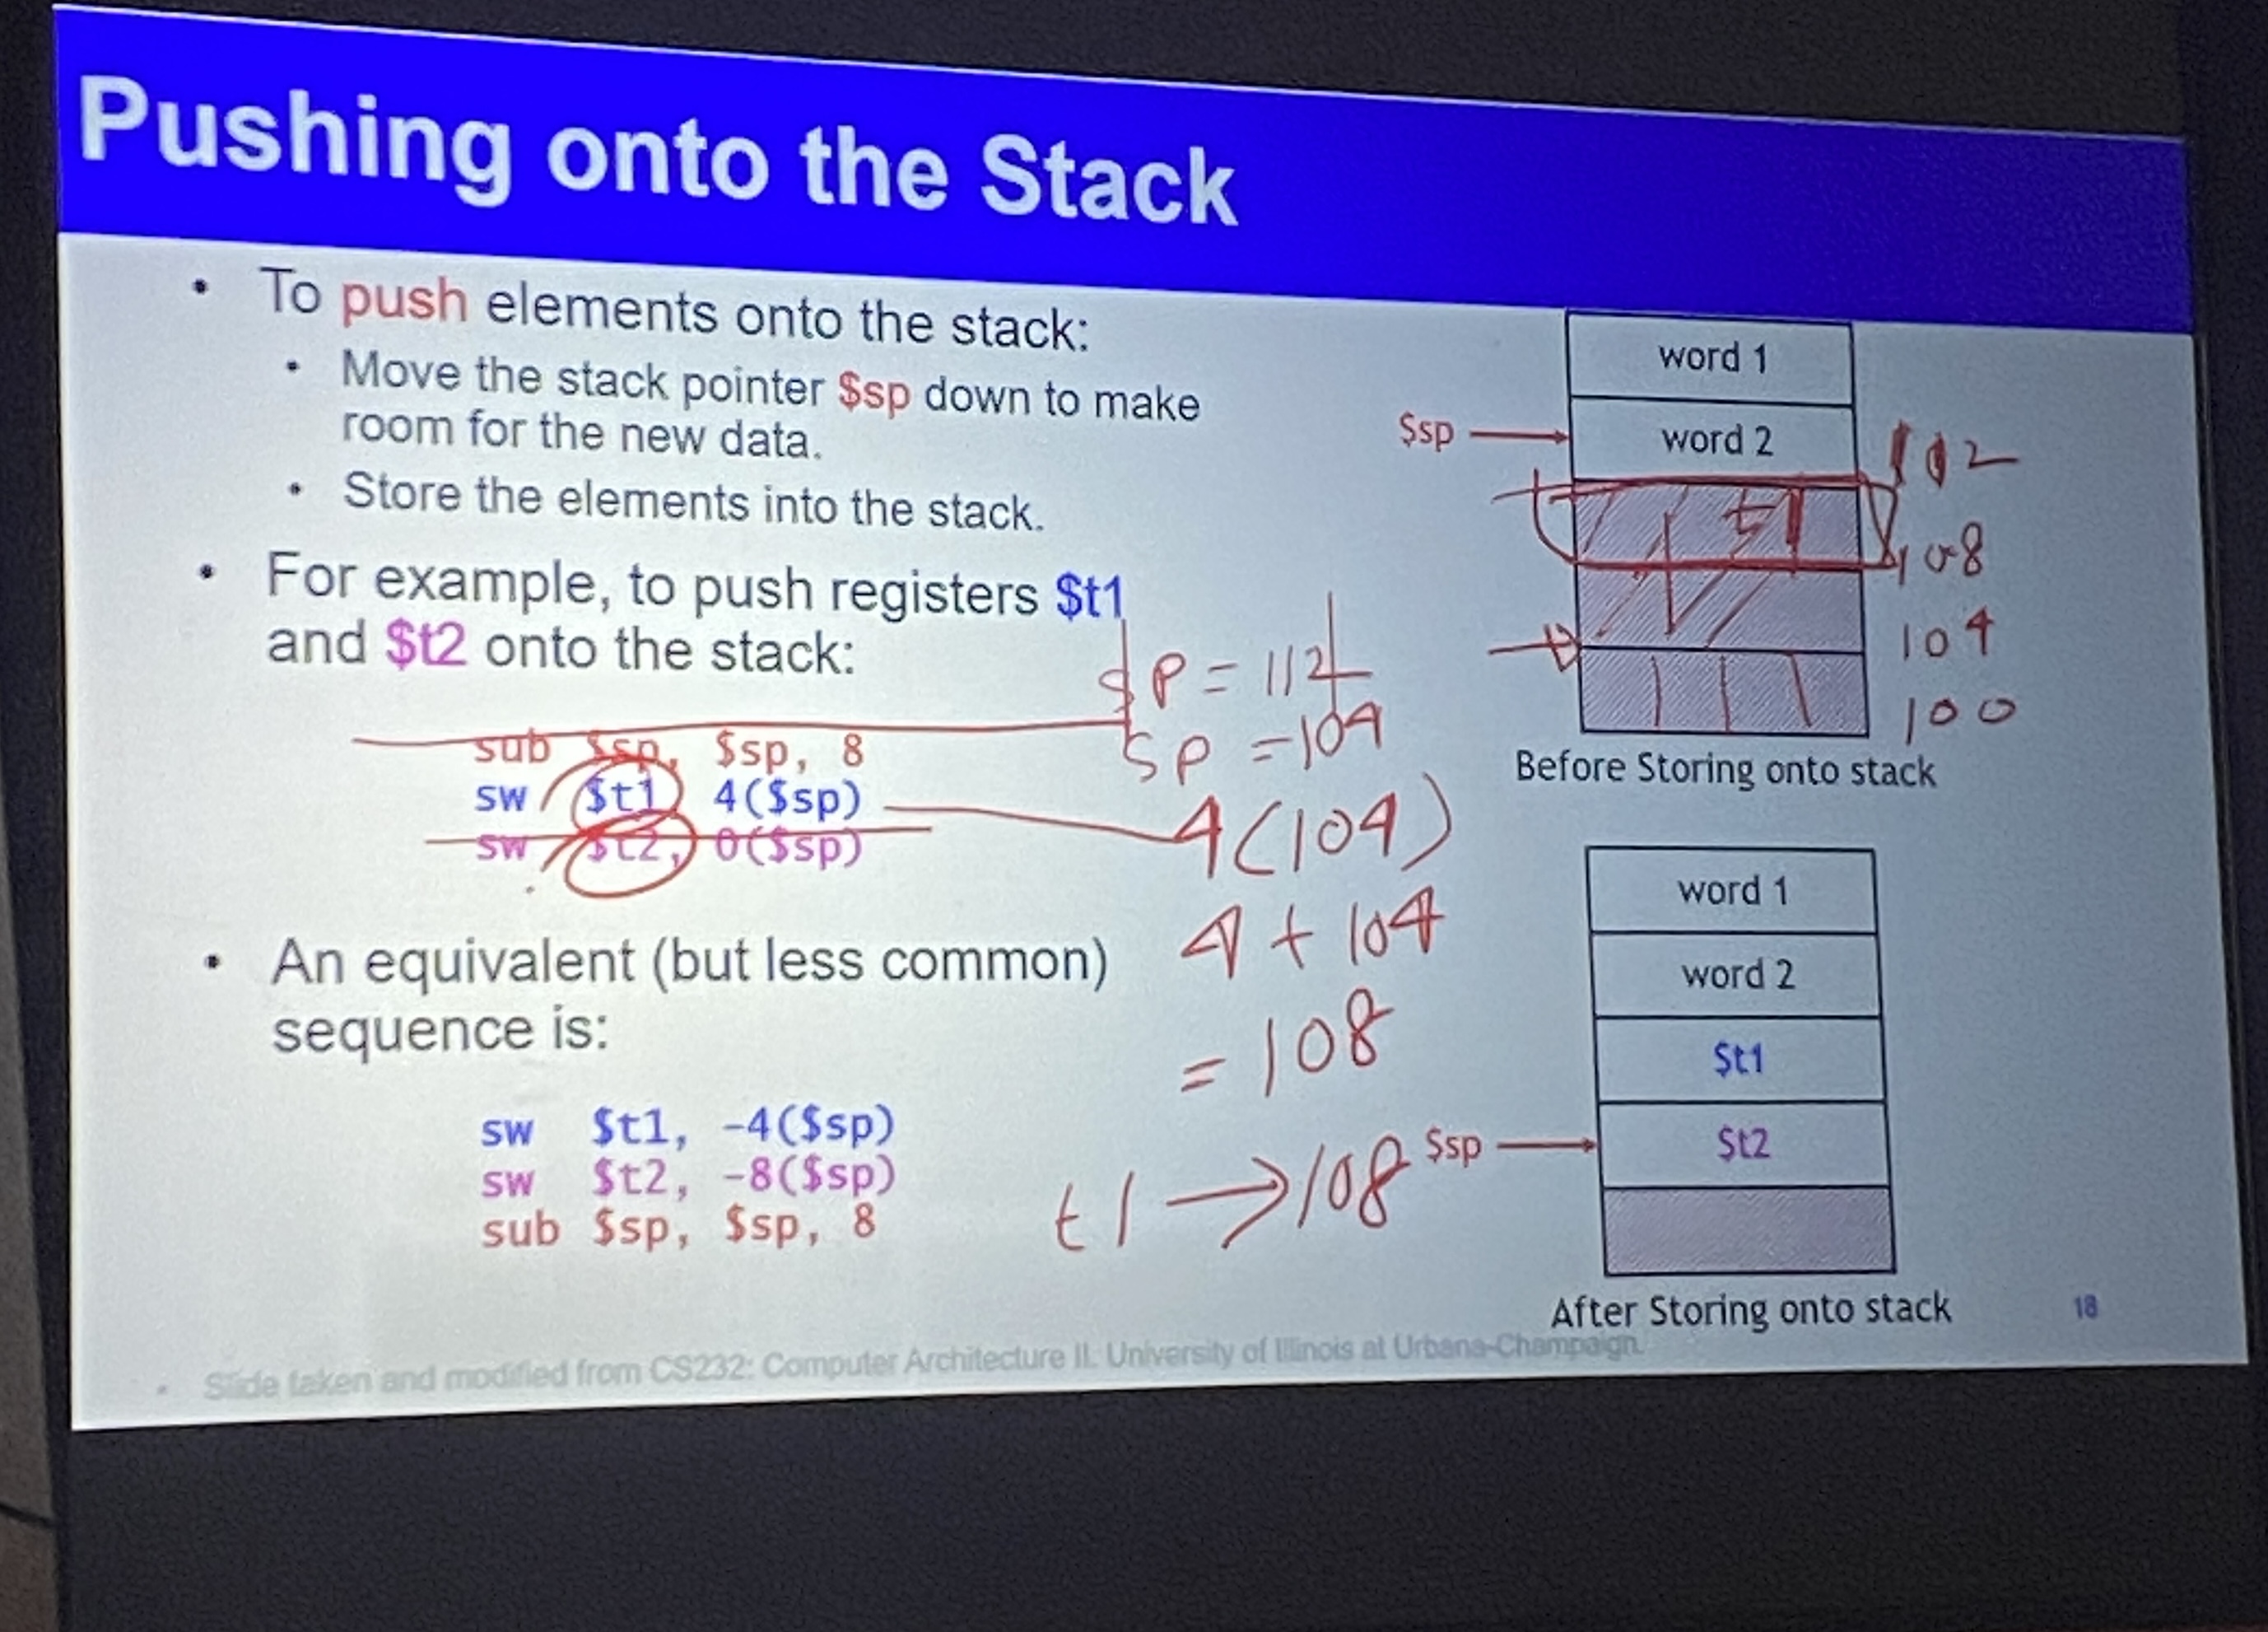 Pushing onto the Stack
• To push elements onto the stack:
• Move the stack pointer $sp down to make
room for the new data.
• Store the elements into the stack.
• For example, to push registers $t1
and $t2 onto the stack:
sub $sp, $sp, 8
sw $t1, 4($sp)
sw $t2, 0($sp)
• An equivalent (but less common)
sequence is:
sw $t1, -4($sp)
sw $t2, -8($sp)
sub $sp, $sp, 8
sp = 112
sp = 104
4(104)
4 + 104
= 108
t1 → 108
word 1
$sp
word 2
112
t1
108
104
100
Before Storing onto stack
word 1
word 2
$t1
$sp
$t2
After Storing onto stack
18
• Slide taken and modified from CS232: Computer Architecture II. University of Illinois at Urbana-Champaign.